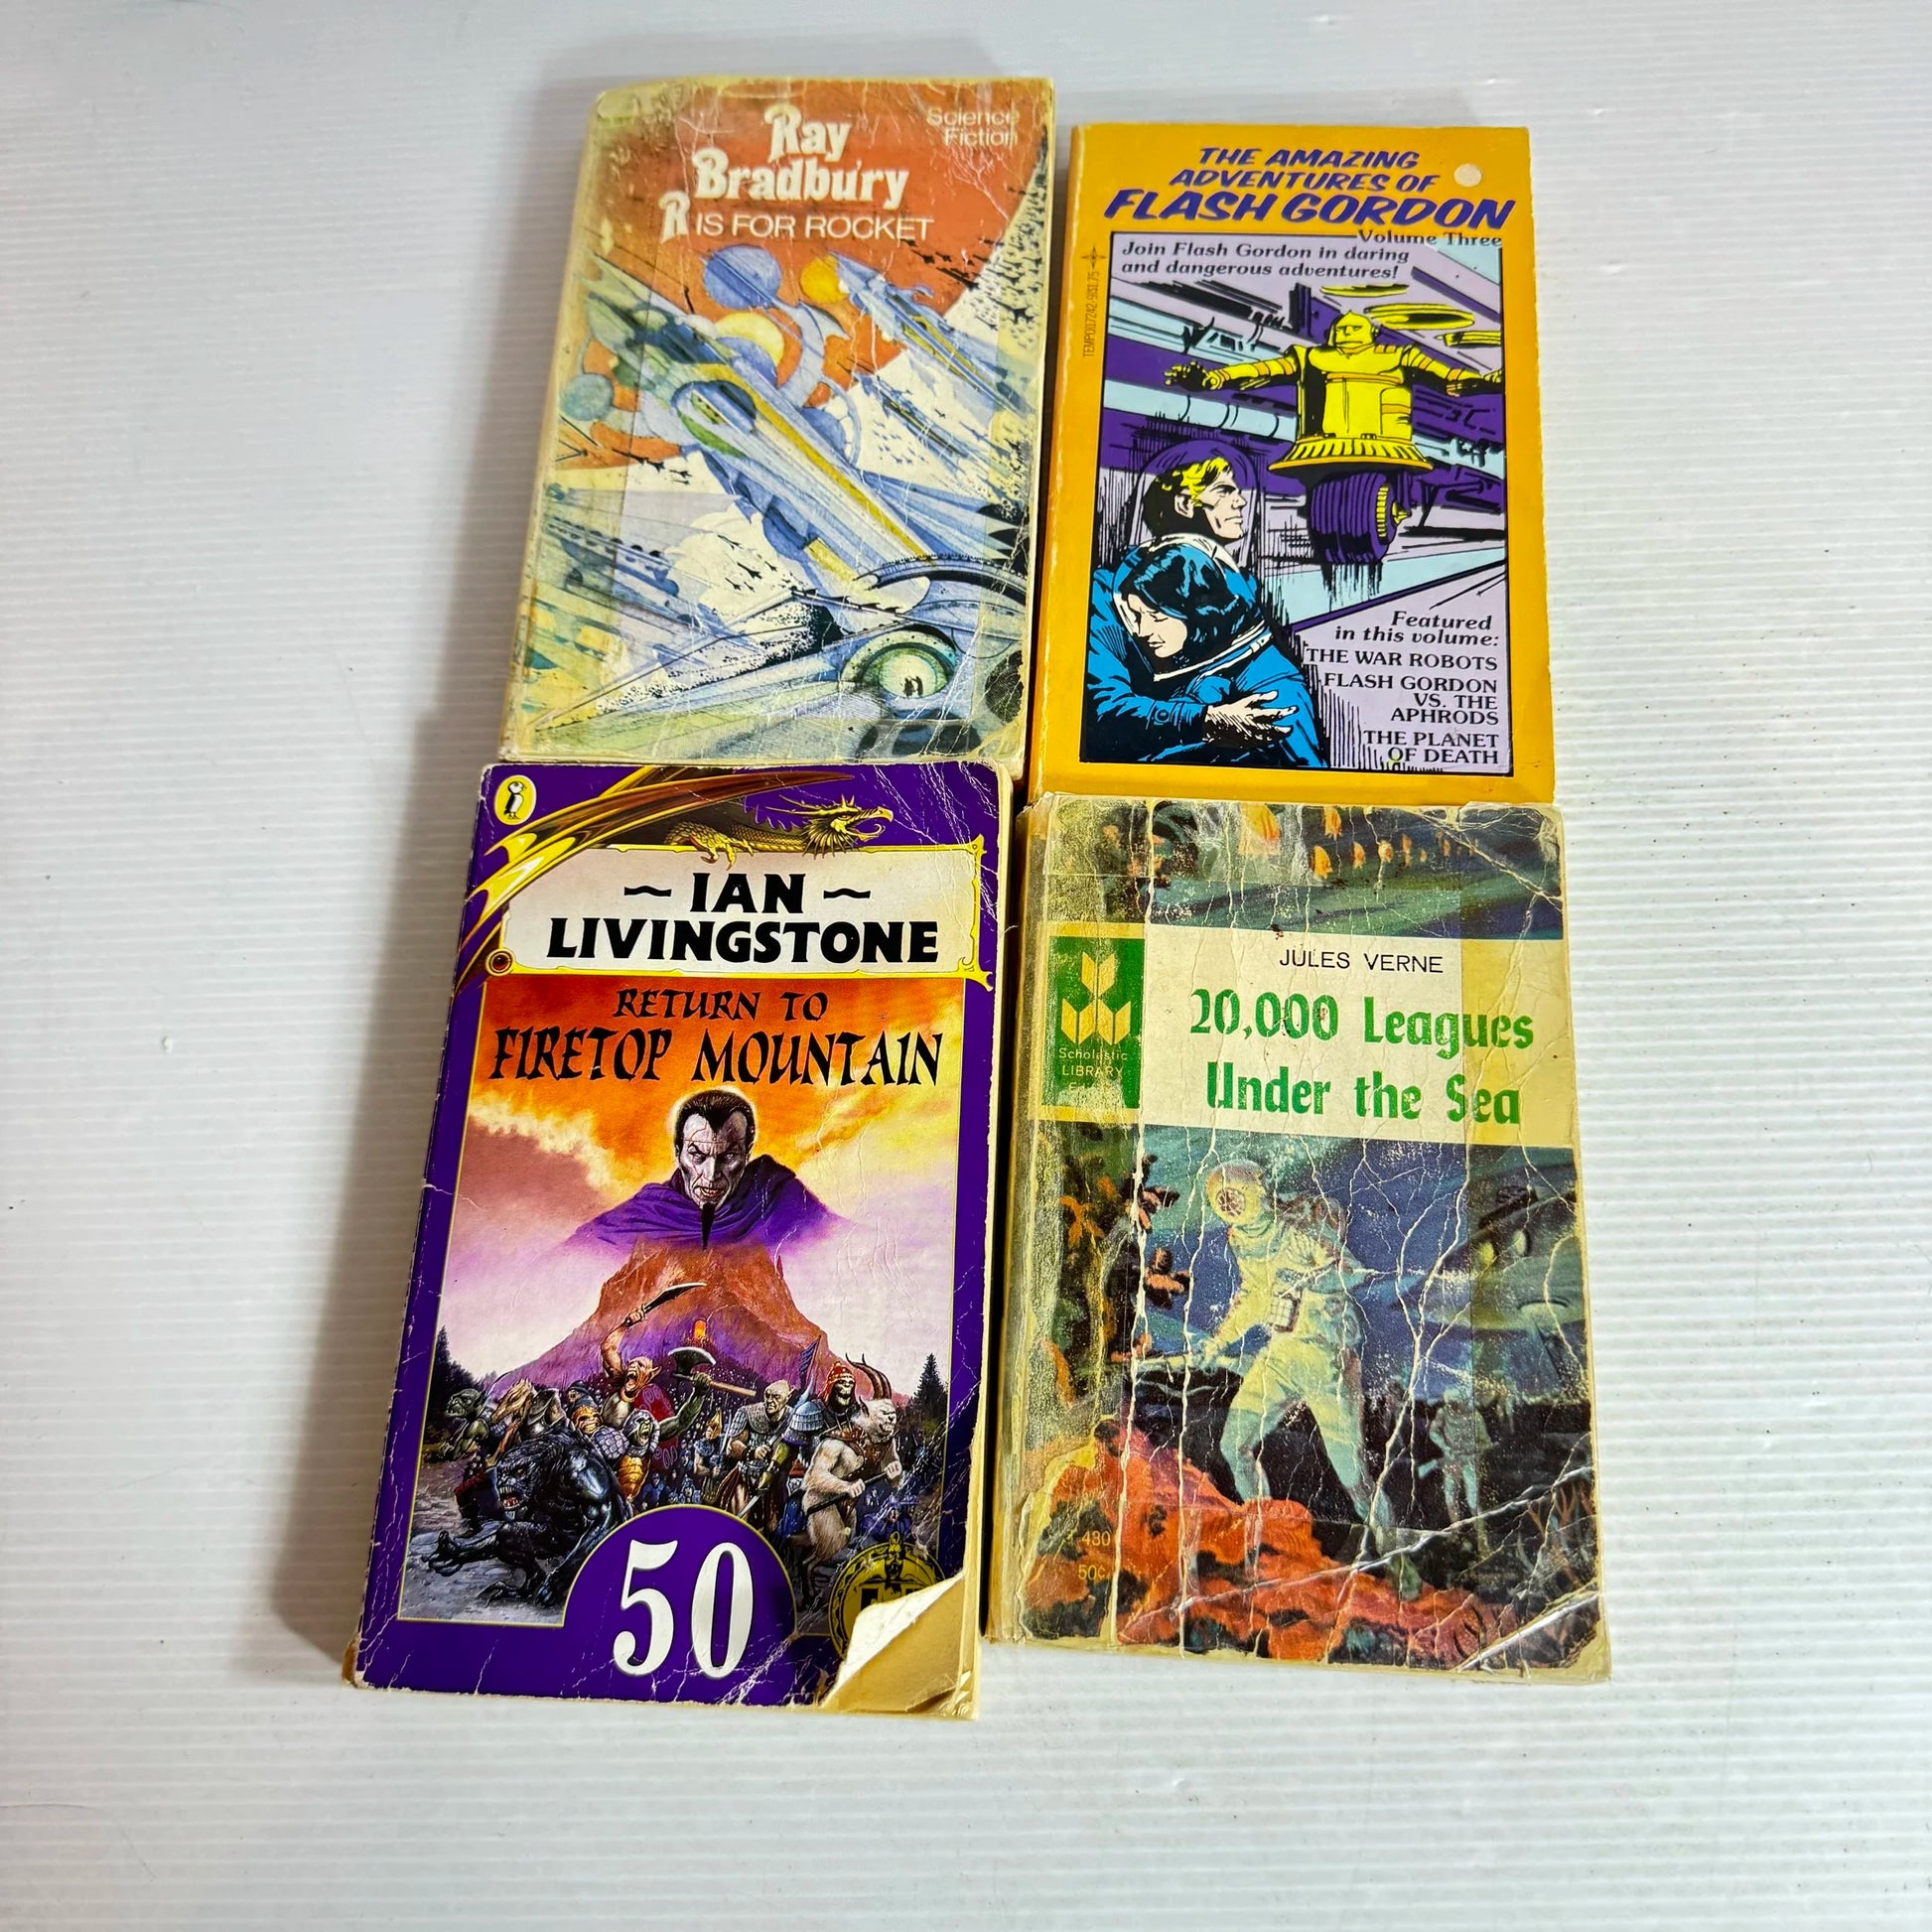 Ray
Bradbury
R IS FOR ROCKET
Science
Fiction
THE AMAZING
ADVENTURES OF
FLASH GORDON
Volume Three
Join Flash Gordon in daring
and dangerous adventures!
Featured
in this volume:
THE WAR ROBOTS
FLASH GORDON
VS. THE
APHRODS
THE PLANET
OF DEATH
~ IAN ~
LIVINGSTONE
RETURN TO
FIRETOP MOUNTAIN
50
JULES VERNE
20,000 Leagues
Under the Sea
Scholastic
LIBRARY
T 430
50c